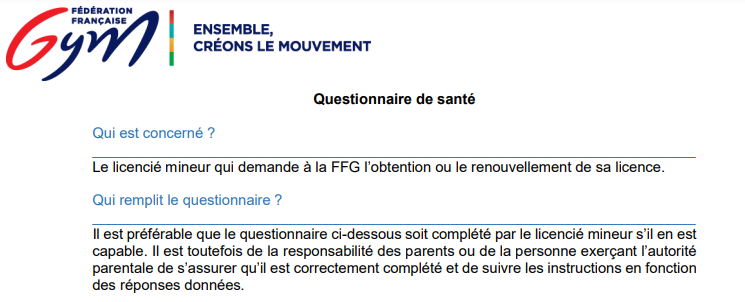 FÉDÉRATION
FRANÇAISE
Gym
ENSEMBLE,
CRÉONS LE MOUVEMENT
Questionnaire de santé
Qui est concerné ?
Le licencié mineur qui demande à la FFG l’obtention ou le renouvellement de sa licence.
Qui remplit le questionnaire ?
Il est préférable que le questionnaire ci-dessous soit complété par le licencié mineur s’il en est
capable. Il est toutefois de la responsabilité des parents ou de la personne exerçant l’autorité
parentale de s’assurer qu’il est correctement complété et de suivre les instructions en fonction
des réponses données.